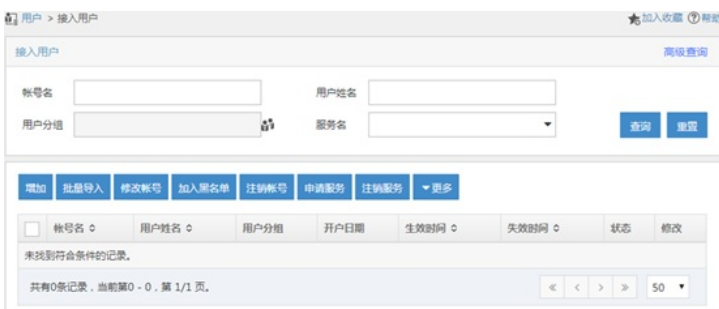 用户 > 接入用户 加入收藏 帮助
接入用户 高级查询
帐号名 用户姓名
用户分组 服务名 查询 重置
增加 批量导入 修改帐号 加入黑名单 注销帐号 申请服务 注销服务 更多
帐号名 用户姓名 用户分组 开户日期 生效时间 失效时间 状态 修改
未找到符合条件的记录。
共有0条记录，当前第0 - 0，第 1/1 页。 « < > » 50